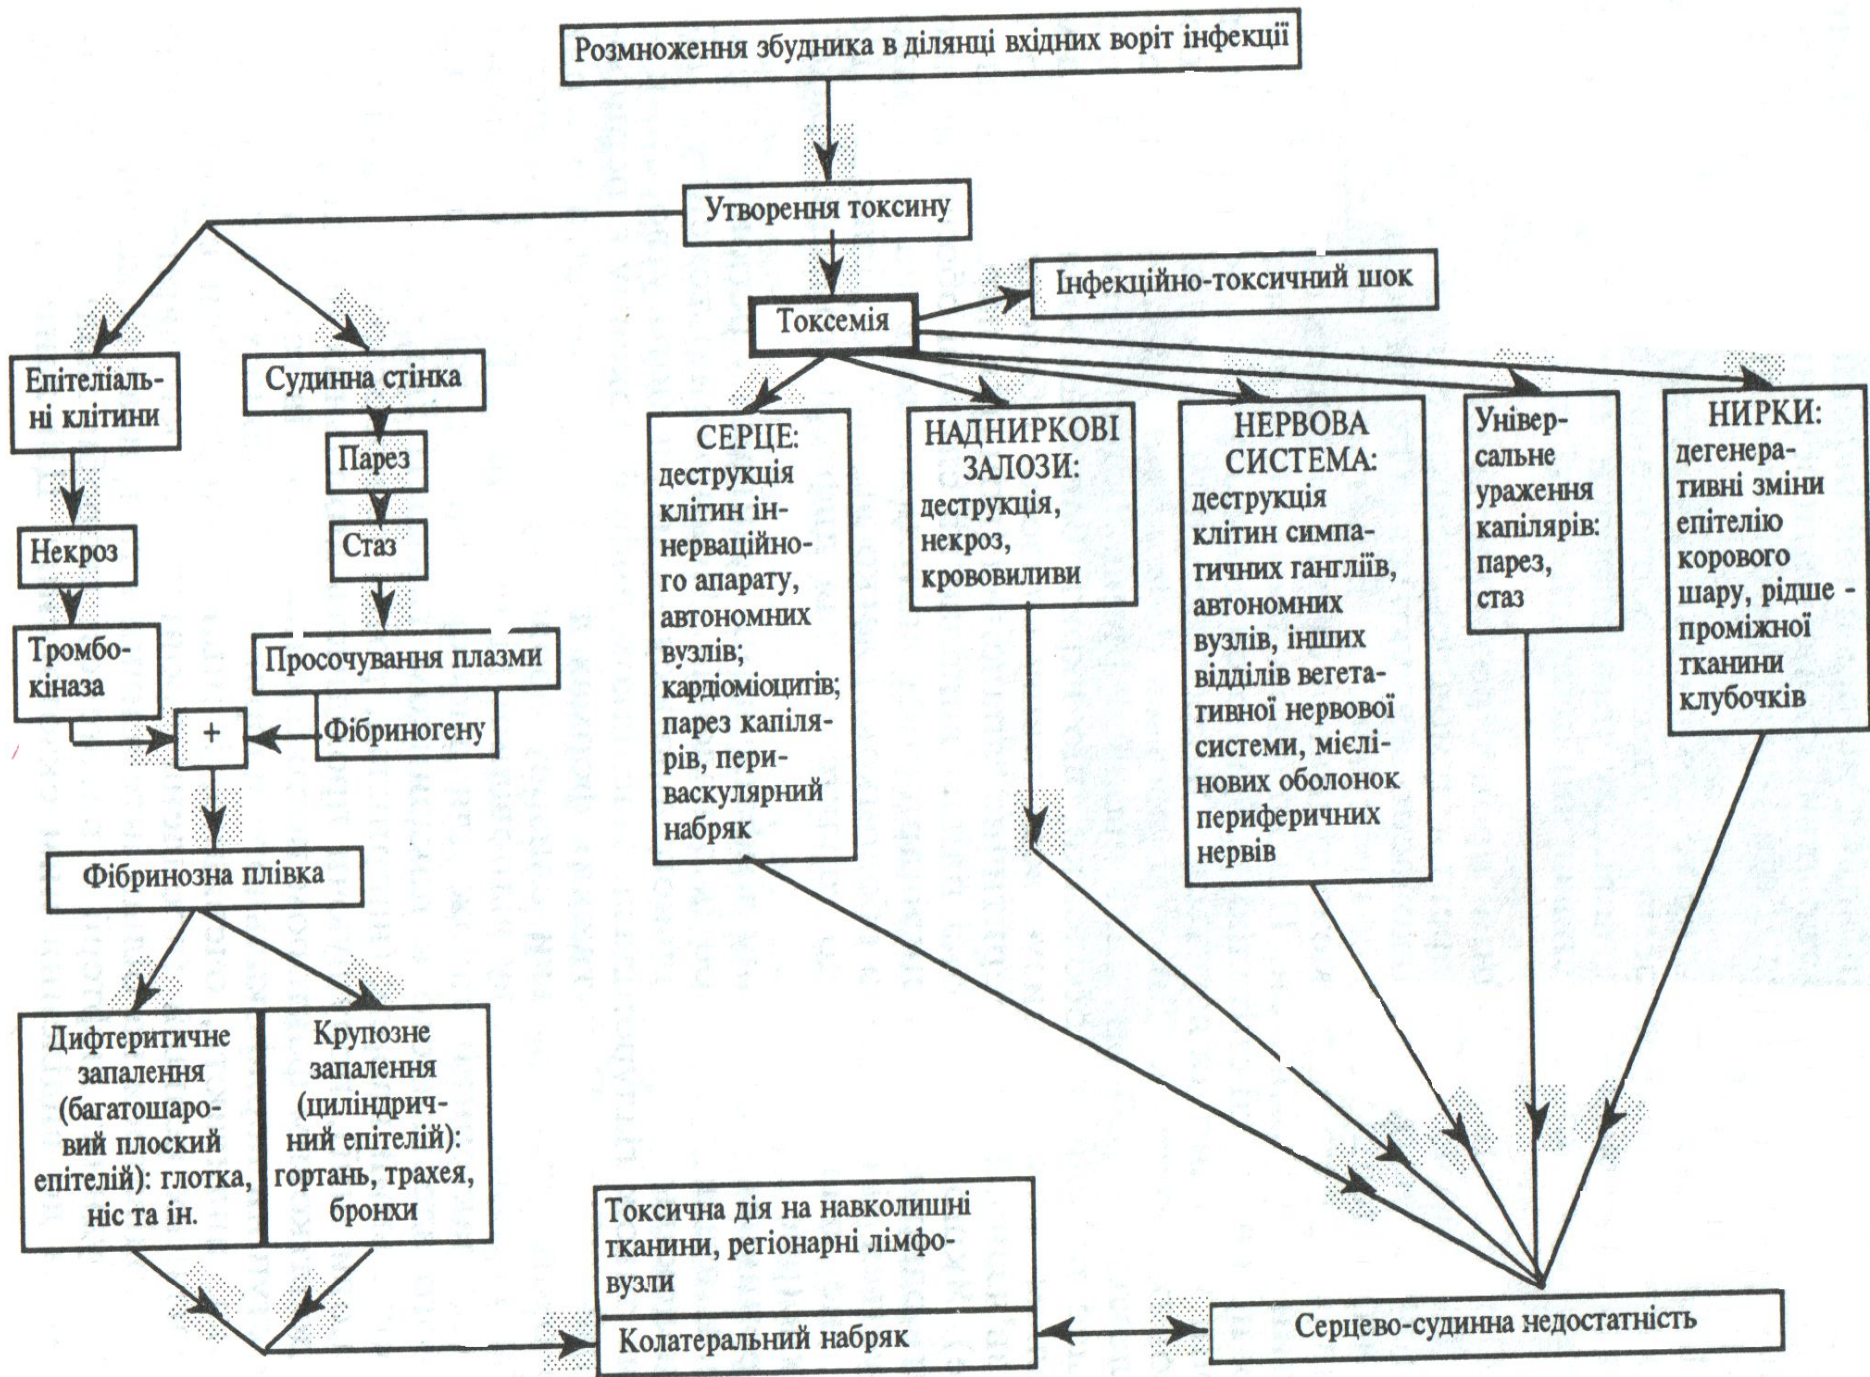 Розмноження збудника в ділянці вхідних воріт інфекції
Утворення токсину
Інфекційно-токсичний шок
Токсемія
Епітеліаль-
ні клітини
Судинна стінка
Парез
Некроз
Стаз
Тромбо-
кіназа
Просочування плазми
+
Фібриногену
Фібринозна плівка
Дифтеритичне
запалення
(багатошаро-
вий плоский
епітелій): глотка,
ніс та ін.
Крупозне
запалення
(циліндрич-
ний епітелій):
гортань, трахея,
бронхи
СЕРЦЕ:
деструкція
клітин ін-
нерваційно-
го апарату,
автономних
вузлів;
кардіоміоцитів;
парез капіля-
рів, пери-
васкулярний
набряк
НАДНИРКОВІ
ЗАЛОЗИ:
деструкція,
некроз,
крововиливи
НЕРВОВА
СИСТЕМА:
деструкція
клітин симпа-
тичних гангліїв,
автономних
вузлів, інших
відділів вегета-
тивної нервової
системи, мієлі-
нових оболонок
периферичних
нервів
Універ-
сальне
ураження
капілярів:
парез,
стаз
НИРКИ:
дегенера-
тивні зміни
епітелію
коркового
шару, рідше -
проміжної
тканини
клубочків
Токсична дія на навколишні
тканини, регіонарні лімфо-
вузли
Колатеральний набряк
Серцево-судинна недостатність